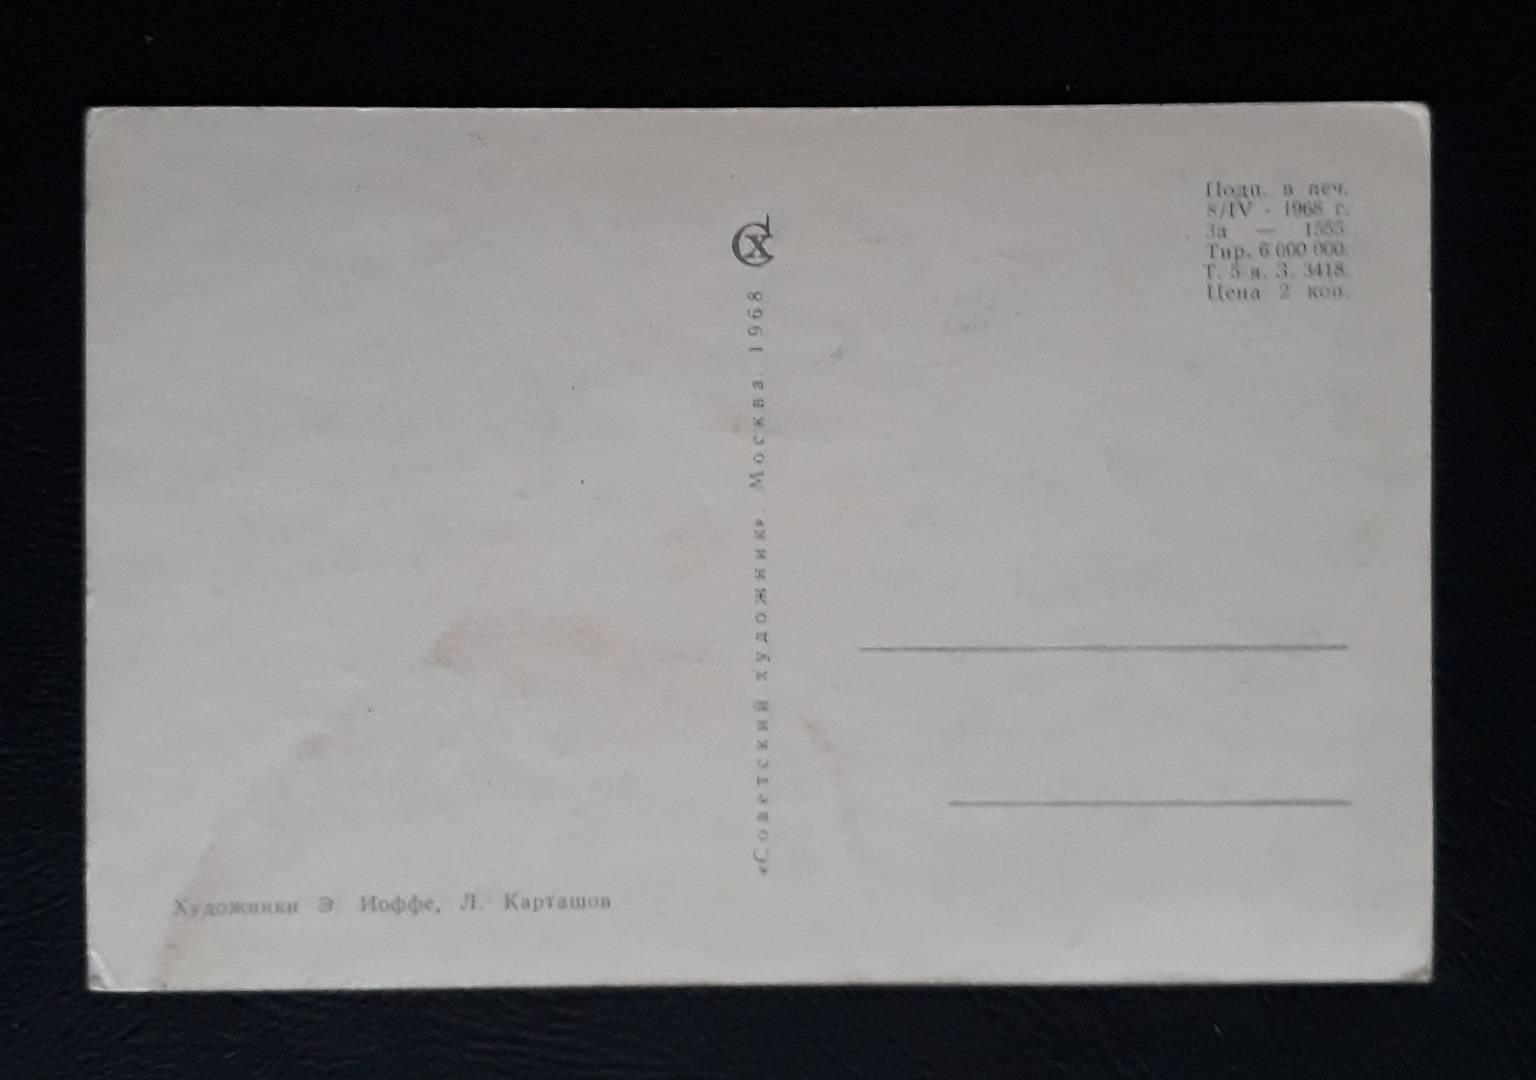 Подп. в печ.
8/IV - 1968 г.
За — 1555.
Тир. 6 000 000.
Т. 5-я. З. 3418.
Цена 2 коп.
«Советский художник». Москва. 1968
Художники Э. Иоффе, Л. Карташов